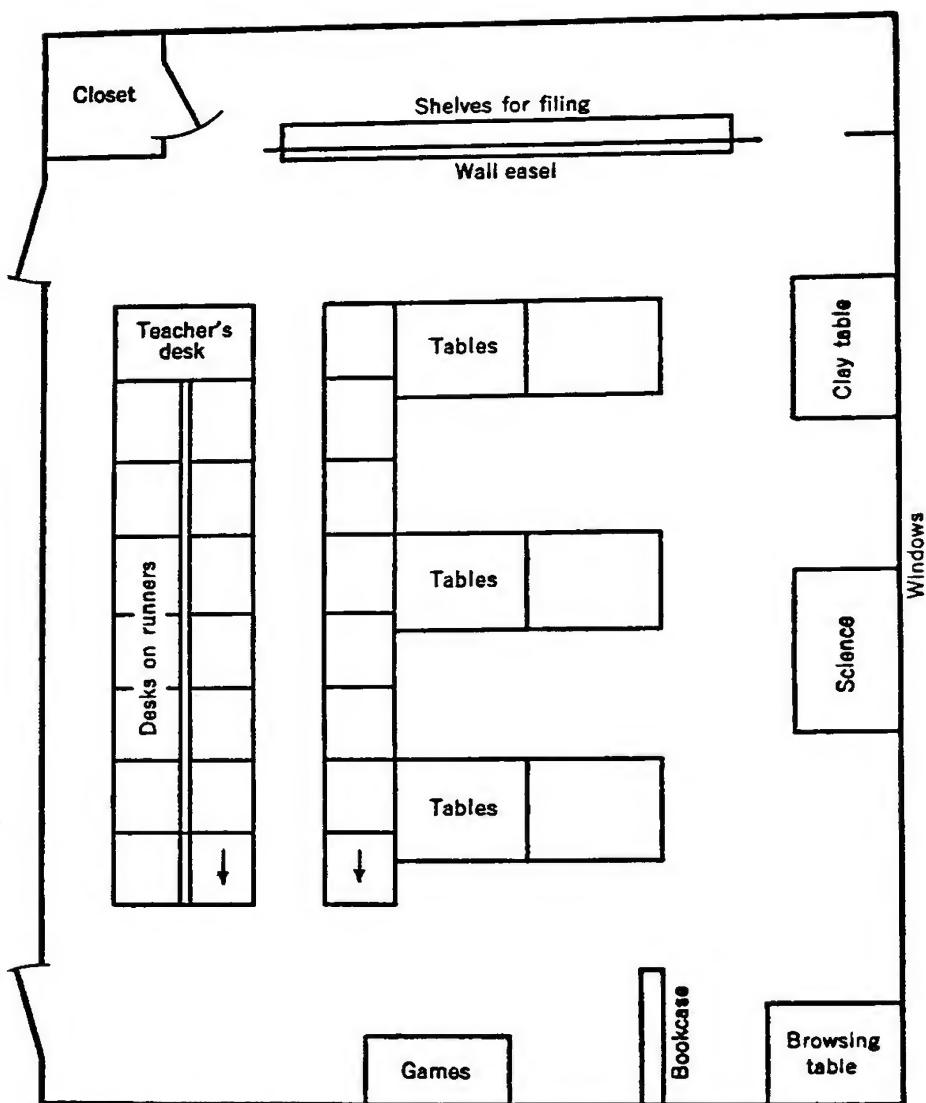 Closet
Shelves for filing
Wall easel
Teacher's
desk
Tables
Clay table
Tables
Windows
Desks on runners
Science
Tables
Bookcase
Browsing
table
Games